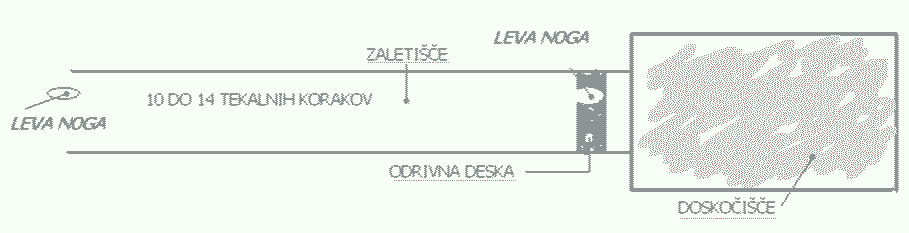 LEVA NOGA
ZALETIŠČE
10 DO 14 TEKALNIH KORAKOV
LEVA NOGA
ODRIVNA DESKA
DOSKOČIŠČE